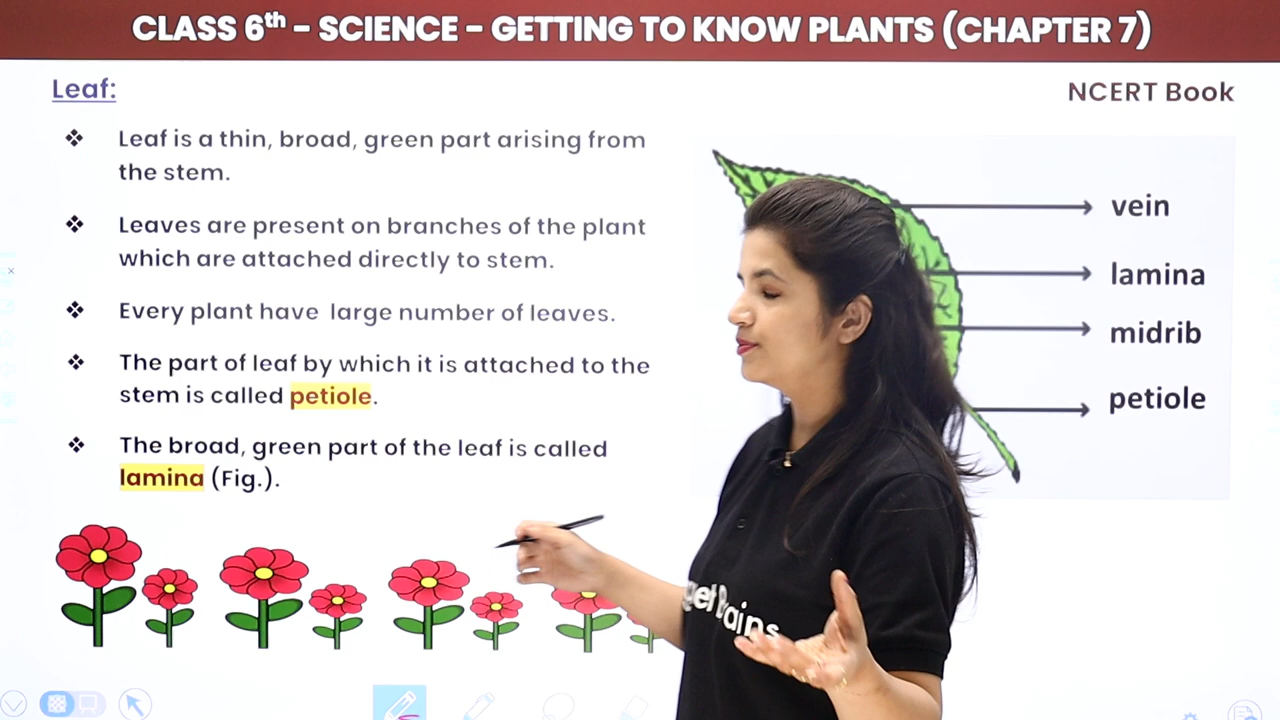 CLASS 6th – SCIENCE – GETTING TO KNOW PLANTS (CHAPTER 7)
Leaf:
NCERT Book
❖ Leaf is a thin, broad, green part arising from
the stem.
❖ Leaves are present on branches of the plant
which are attached directly to stem.
❖ Every plant have large number of leaves.
❖ The part of leaf by which it is attached to the
stem is called petiole.
❖ The broad, green part of the leaf is called
lamina (Fig.).
vein
lamina
midrib
petiole